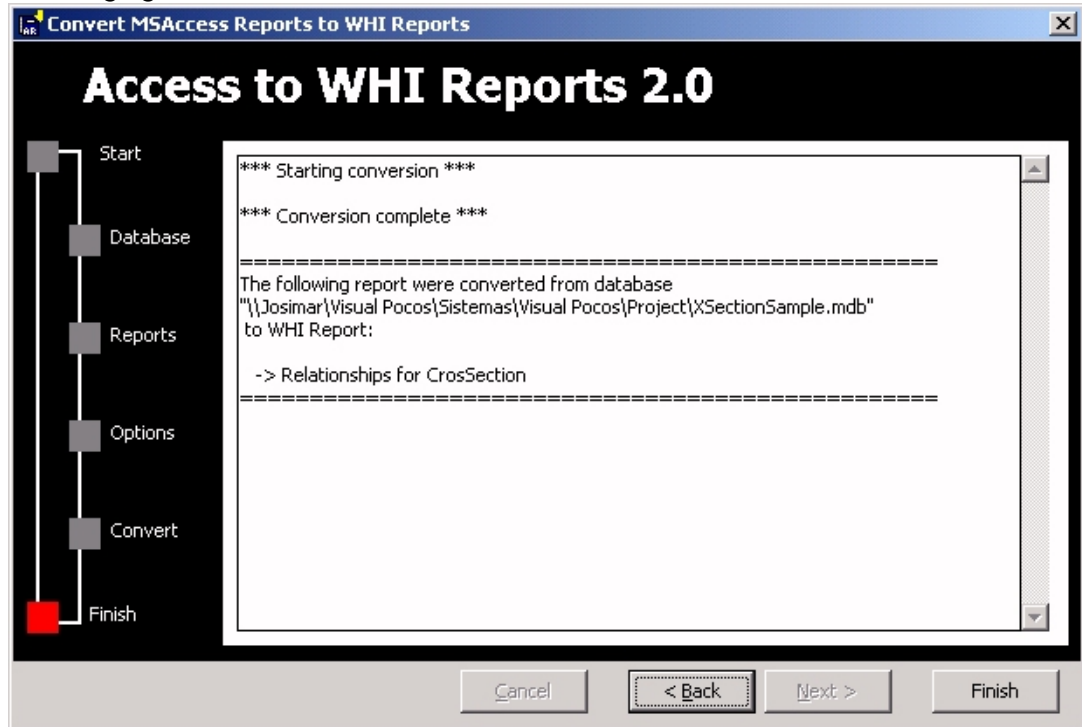 Convert MSAccess Reports to WHI Reports
Access to WHI Reports 2.0
Start
Database
Reports
Options
Convert
Finish
*** Starting conversion ***
*** Conversion complete ***
==================================================
The following report were converted from database
"\\Josimar\Visual Pocos\Sistemas\Visual Pocos\Project\XSectionSample.mdb"
to WHI Report:
-> Relationships for CrosSection
==================================================
Cancel
< Back
Next >
Finish